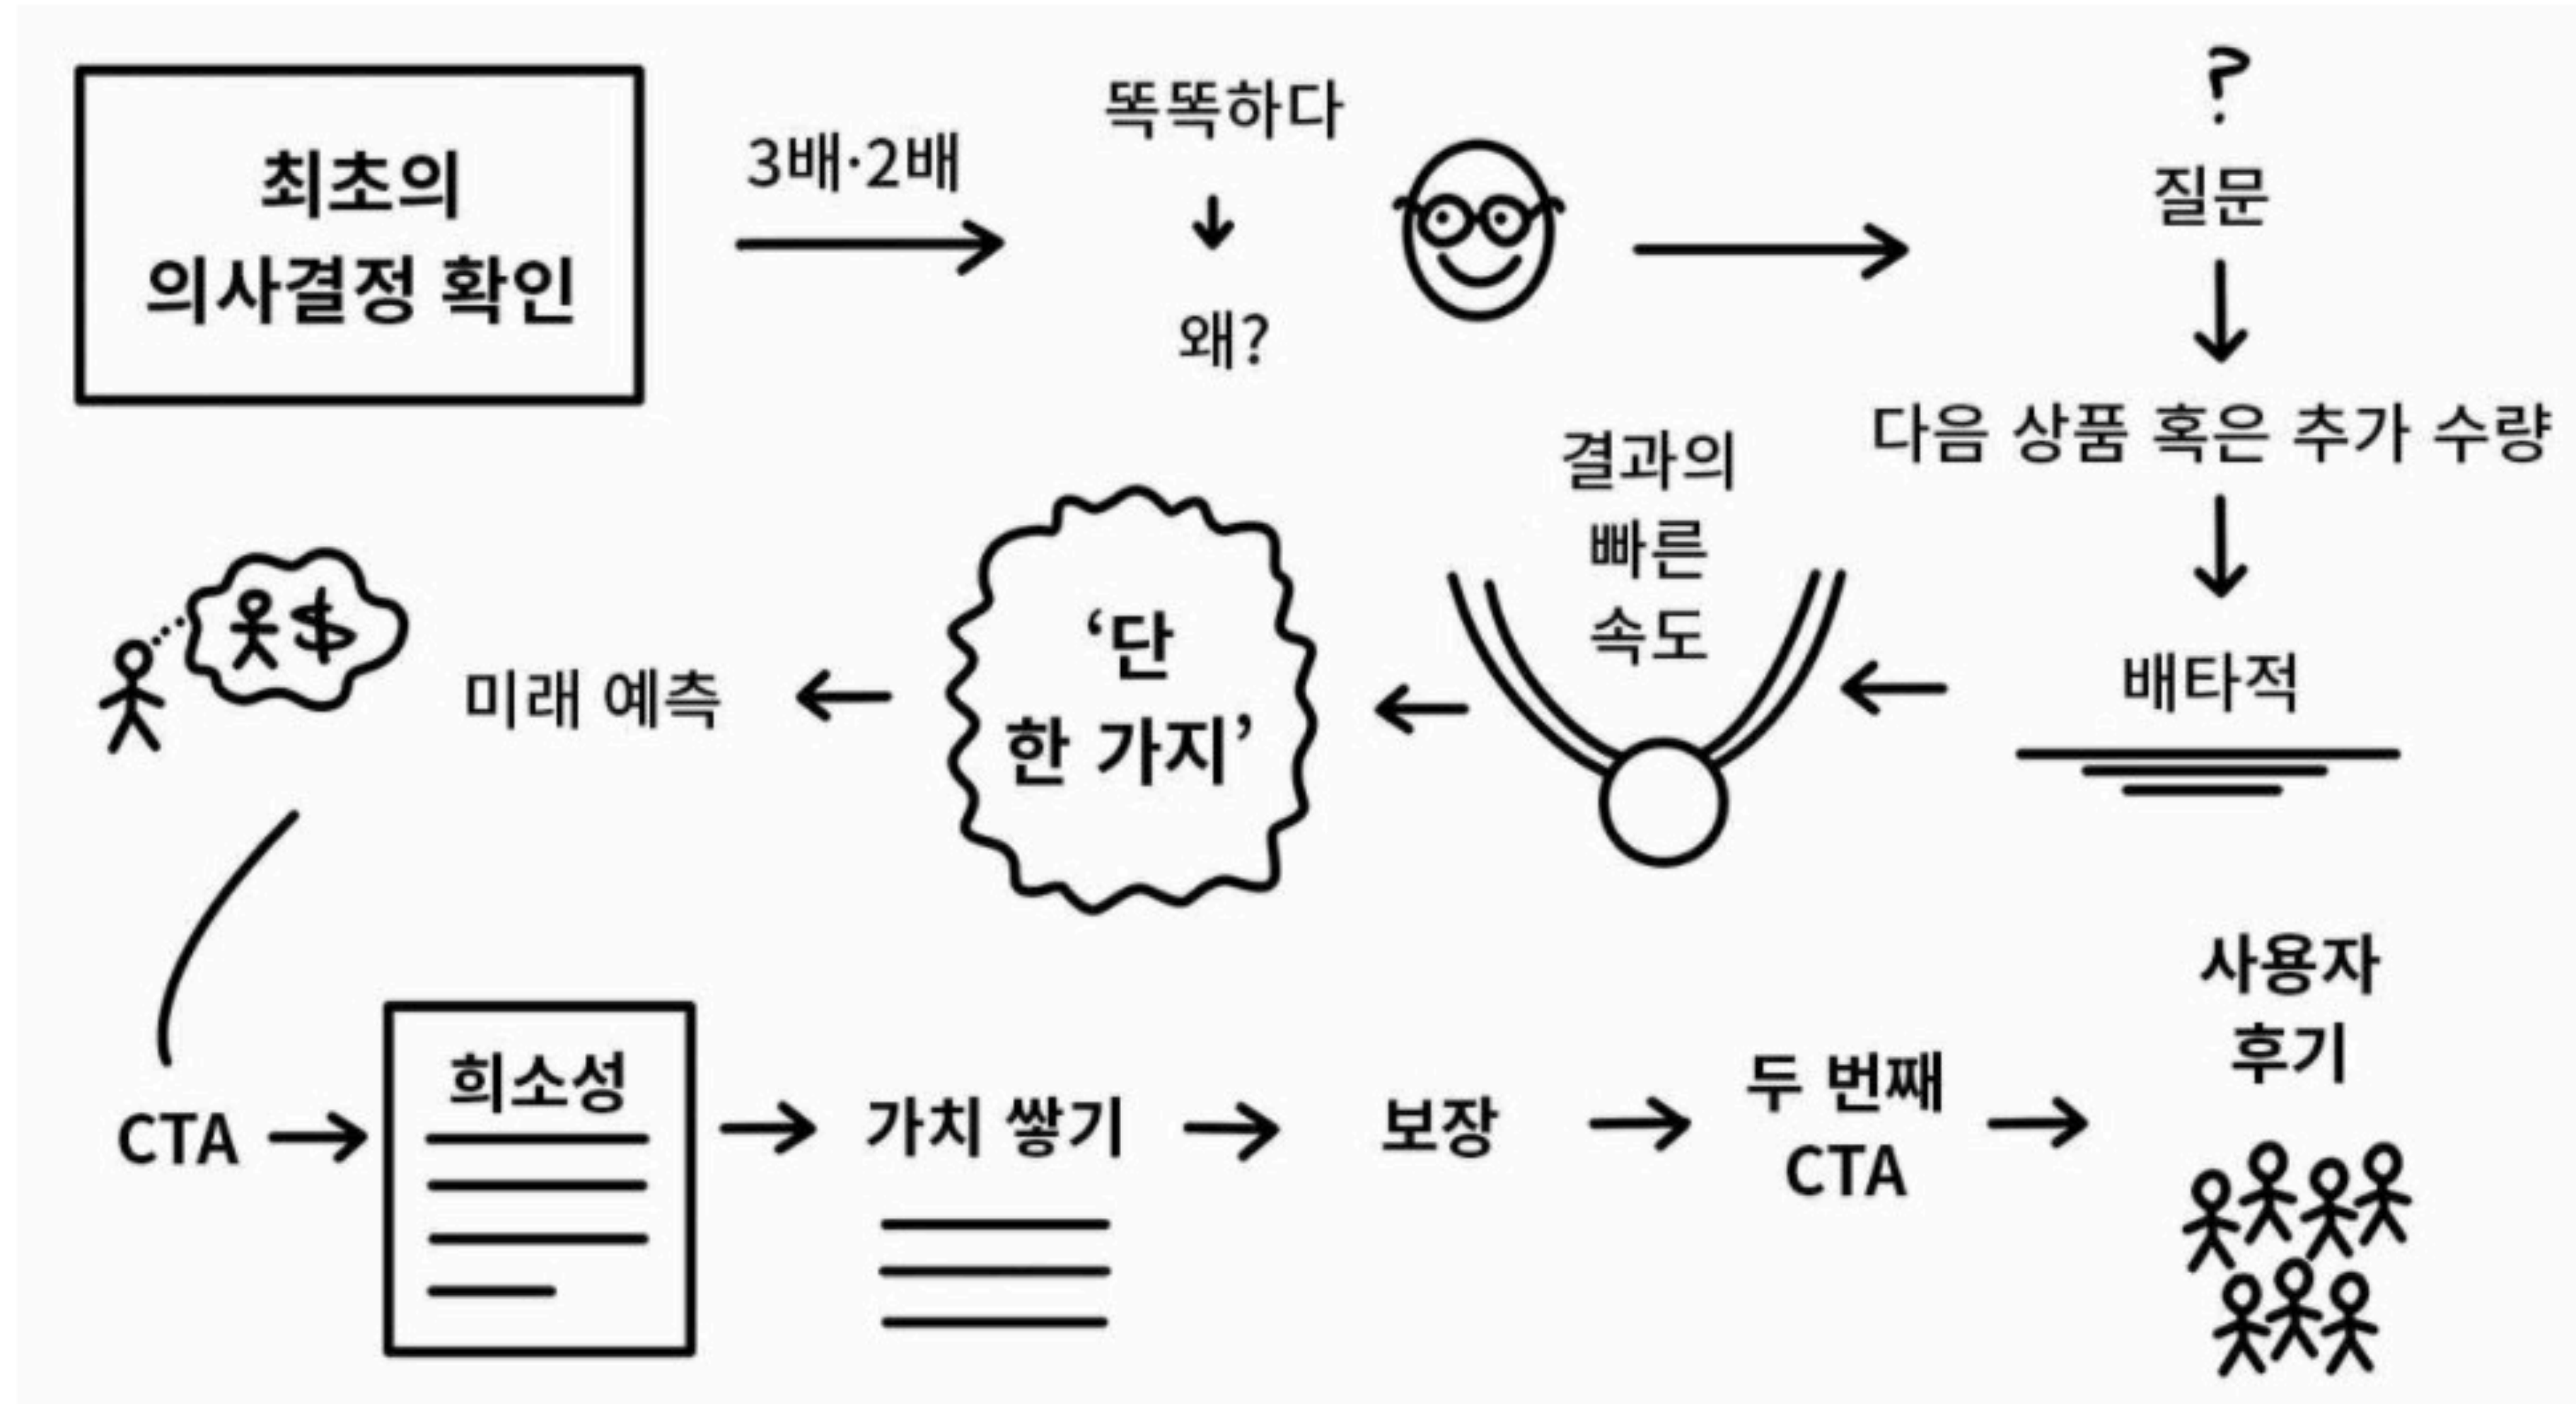 최초의
의사결정 확인
3배·2배
똑똑하다
왜?
?
질문
다음 상품 혹은 추가 수량
배타적
결과의
빠른
속도
‘단
한 가지’
미래 예측
$
CTA
희소성
가치 쌓기
보장
두 번째
CTA
사용자
후기